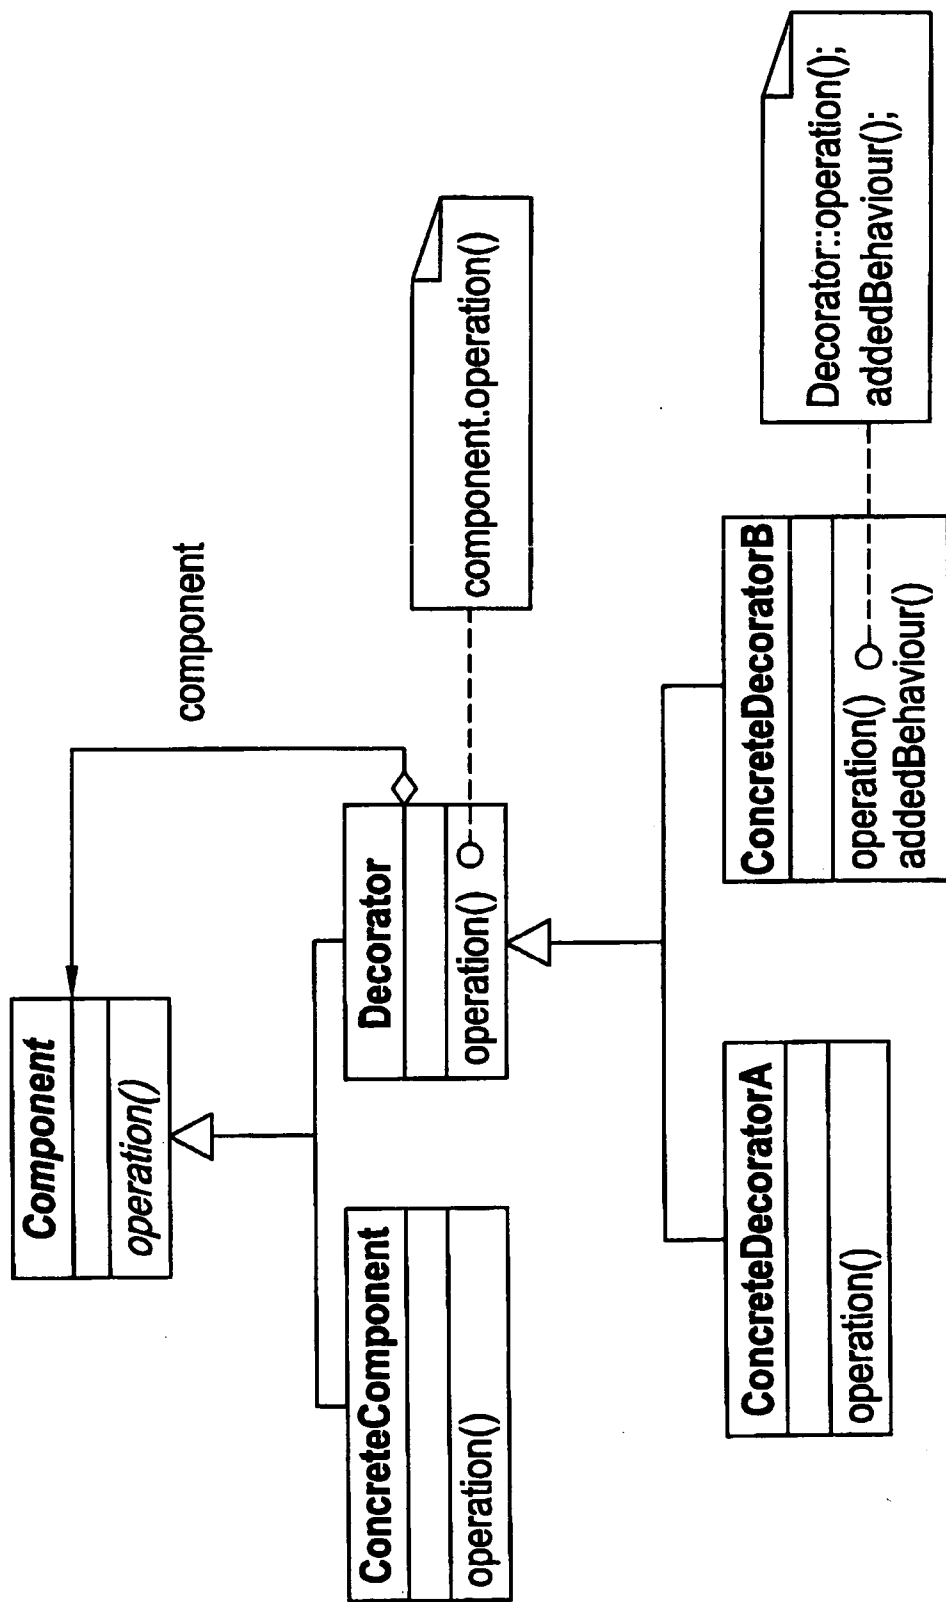 Component
operation()
component
ConcreteComponent
operation()
Decorator
operation()
component.operation()
ConcreteDecoratorA
operation()
ConcreteDecoratorB
operation()
addedBehaviour()
Decorator::operation();
addedBehaviour();